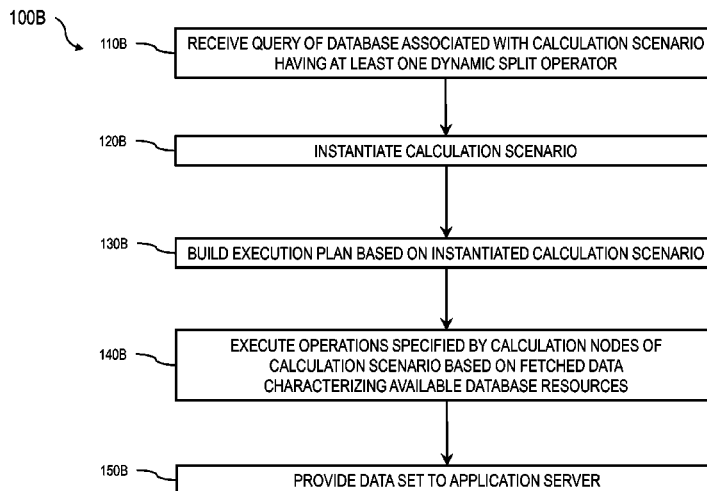 100B
110B
RECEIVE QUERY OF DATABASE ASSOCIATED WITH CALCULATION SCENARIO
HAVING AT LEAST ONE DYNAMIC SPLIT OPERATOR
120B
INSTANTIATE CALCULATION SCENARIO
130B
BUILD EXECUTION PLAN BASED ON INSTANTIATED CALCULATION SCENARIO
140B
EXECUTE OPERATIONS SPECIFIED BY CALCULATION NODES OF
CALCULATION SCENARIO BASED ON FETCHED DATA
CHARACTERIZING AVAILABLE DATABASE RESOURCES
150B
PROVIDE DATA SET TO APPLICATION SERVER